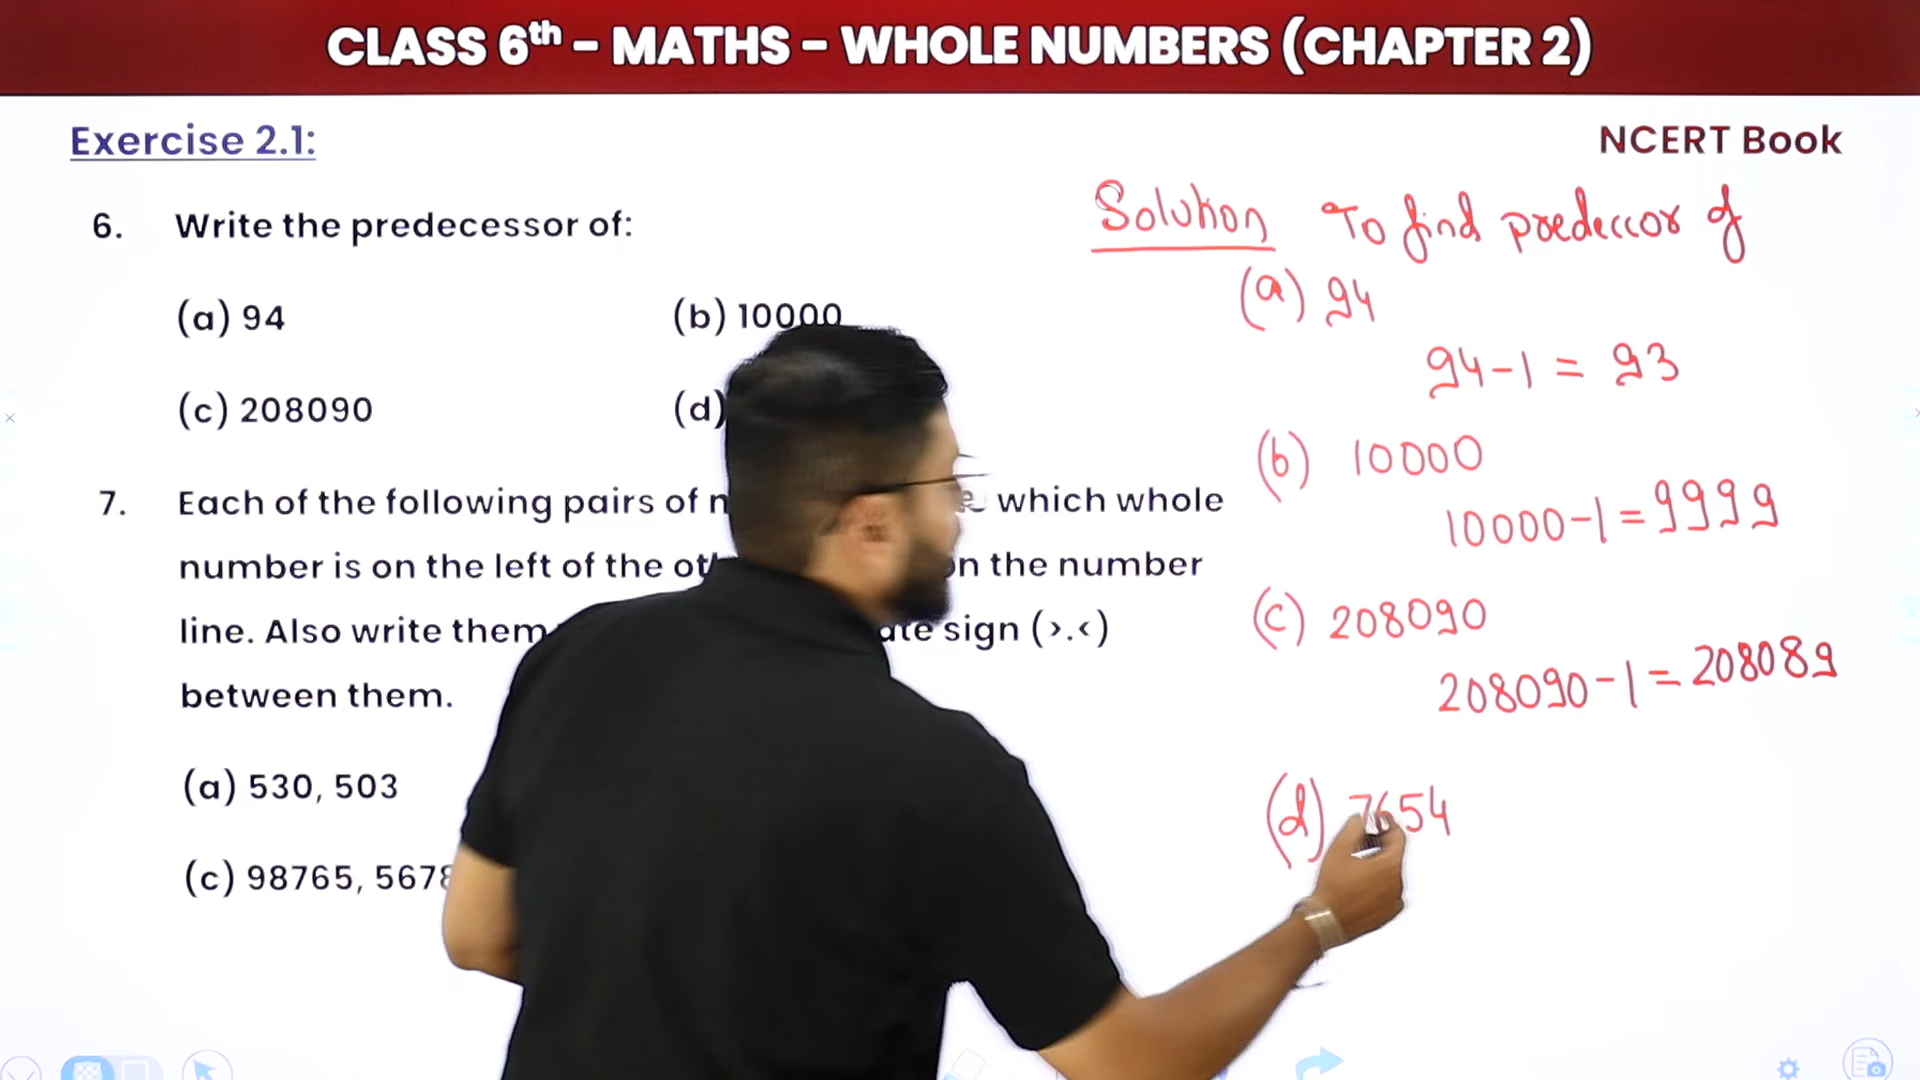 CLASS 6th – MATHS – WHOLE NUMBERS (CHAPTER 2)
Exercise 2.1:
NCERT Book
6. Write the predecessor of:
(a) 94 (b) 10000
(c) 208090 (d)
7. Each of the following pairs of which whole
number is on the left of the the number
line. Also write them sign (>.<)
between them.
(a) 530, 503
(c) 98765,
Solution To find predeccor of
(a) 94
94-1 = 93
(b) 10000
10000-1=9999
(c) 208090
208090-1=208089
(d) 7654